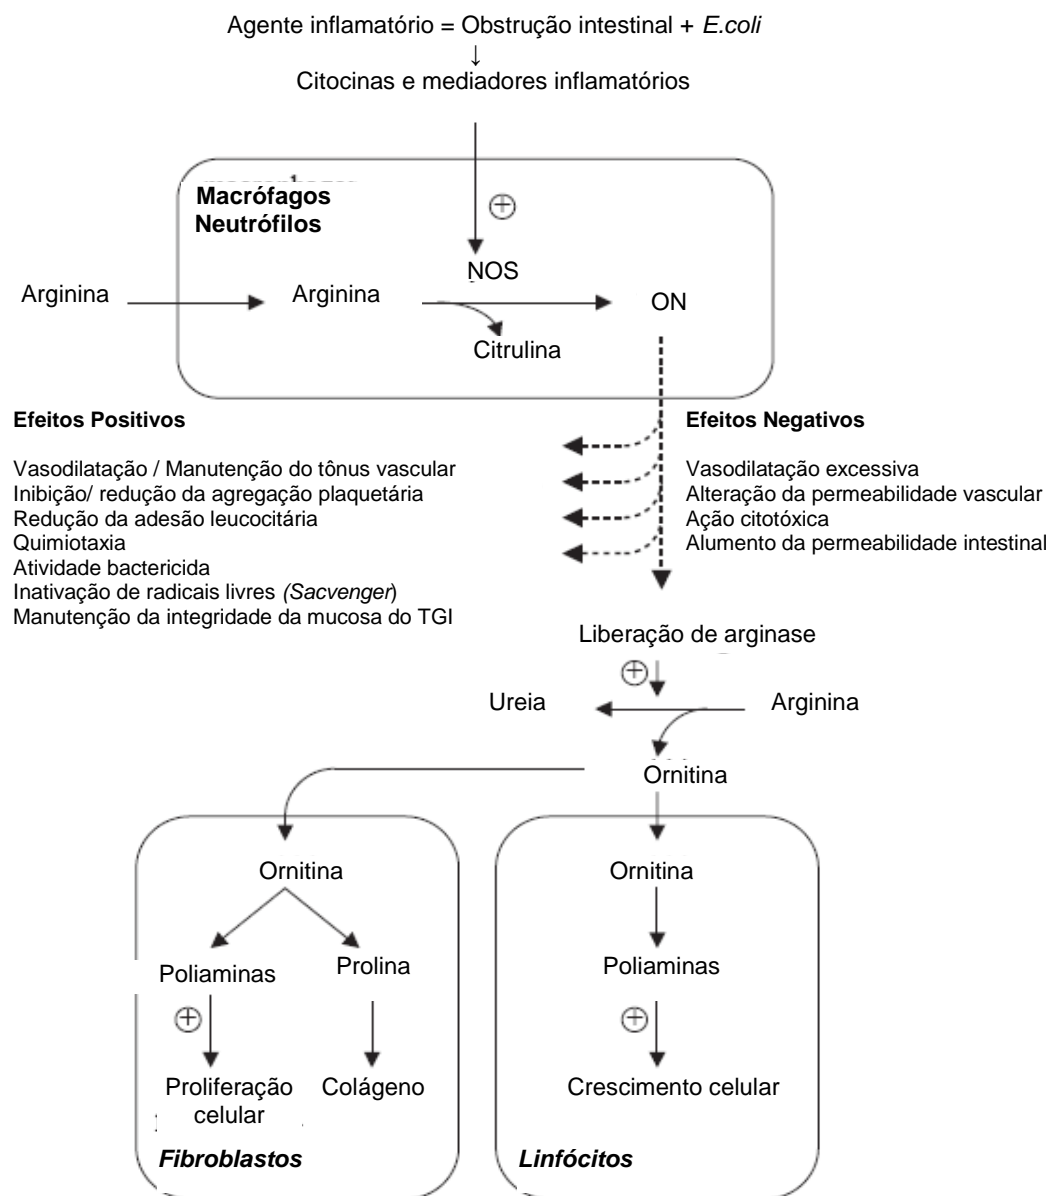 Agente inflamatório = Obstrução intestinal + E.coli
↓
Citocinas e mediadores inflamatórios
Macrófagos
Neutrófilos
+
NOS
Arginina
Arginina
ON
Citrulina
Efeitos Positivos
Vasodilatação / Manutenção do tônus vascular
Inibição/ redução da agregação plaquetária
Redução da adesão leucocitária
Quimiotaxia
Atividade bactericida
Inativação de radicais livres (Sacvenger)
Manutenção da integridade da mucosa do TGI
Efeitos Negativos
Vasodilatação excessiva
Alteração da permeabilidade vascular
Ação citotóxica
Alumento da permeabilidade intestinal
Liberação de arginase
+
Ureia
Arginina
Ornitina
Ornitina
Poliaminas
Prolina
+
Proliferação
celular
Colágeno
Fibroblastos
Ornitina
Poliaminas
+
Crescimento celular
Linfócitos